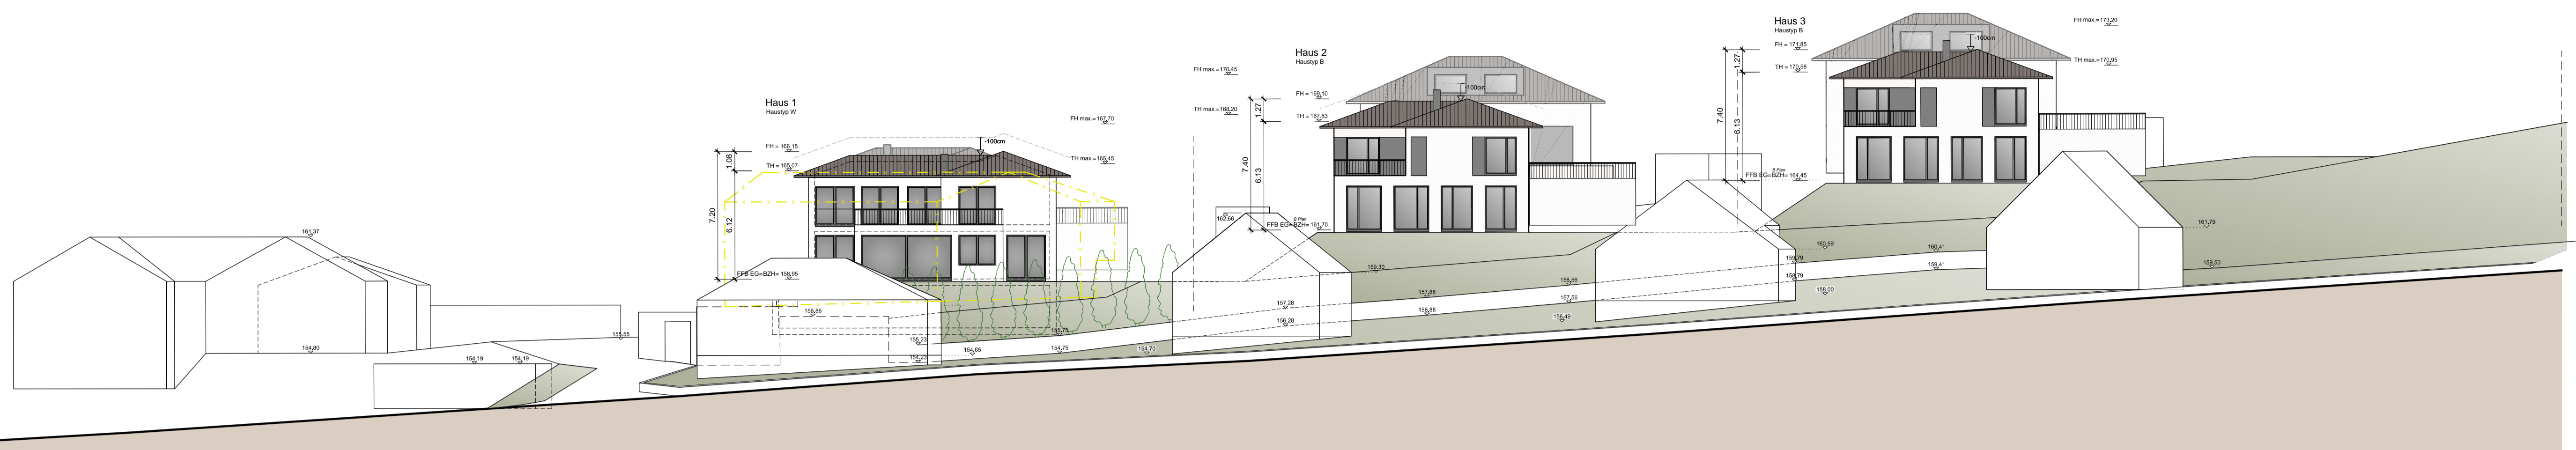 Haus 1
Haustyp W
FH = 166,15
TH = 165,07
1.08
7.20
6.12
FFB EG=BZH= 158,95
-100cm
FH max.=167,70
TH max.=165,45
Haus 2
Haustyp B
FH max.=170,45
TH max.=168,20
FH = 169,10
TH = 167,83
1.27
7.40
6.13
B Plan
FFB EG=BZH= 161,70
-100cm
Haus 3
Haustyp B
FH = 171,85
TH = 170,58
1.27
7.40
6.13
B Plan
FFB EG=BZH= 164,45
-100cm
FH max.=173,20
TH max.=170,95
161,37
154,80
154,19
154,19
155,55
156,86
155,23
154,23
154,65
155,75
154,75
154,70
162,66
157,28
156,28
159,30
157,88
156,88
158,56
157,56
156,49
159,79
158,79
160,59
158,00
160,41
159,41
161,79
159,50